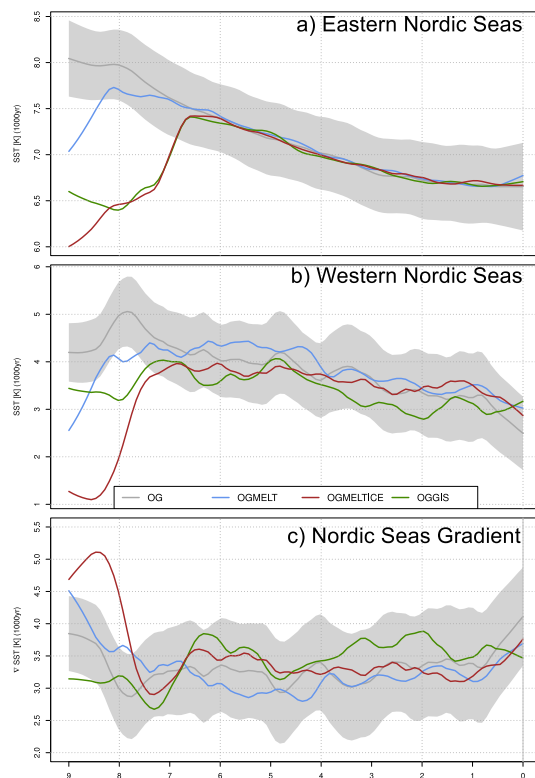 a) Eastern Nordic Seas
SST [K] (1000yr)
8.5
8.0
7.5
7.0
6.5
6.0
b) Western Nordic Seas
SST [K] (1000yr)
6
5
4
3
2
1
OG OGMELT OGMELTICE OGGIS
c) Nordic Seas Gradient
∇ SST [K] (1000yr)
5.5
5.0
4.5
4.0
3.5
3.0
2.5
2.0
9 8 7 6 5 4 3 2 1 0